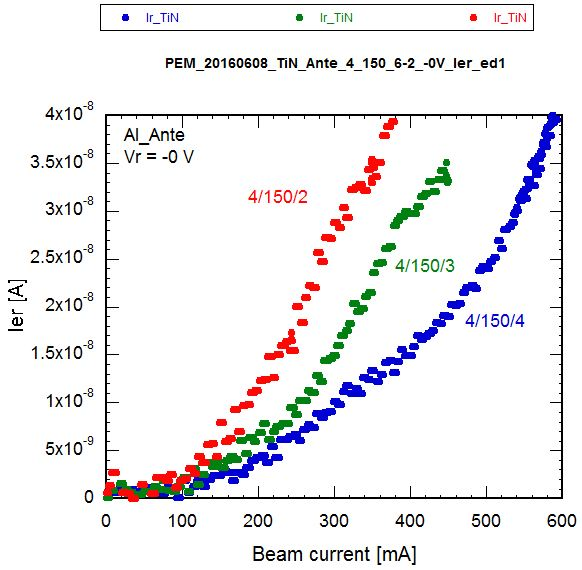 Ir_TiN Ir_TiN Ir_TiN
PEM_20160608_TiN_Ante_4_150_6-2_-0V_Ier_ed1
4x10⁻⁸
Al_Ante
Vr = -0 V
3.5x10⁻⁸
4/150/2
3x10⁻⁸
2.5x10⁻⁸
4/150/3
2x10⁻⁸
4/150/4
1.5x10⁻⁸
1x10⁻⁸
5x10⁻⁹
0
Ier [A]
0 100 200 300 400 500 600
Beam current [mA]